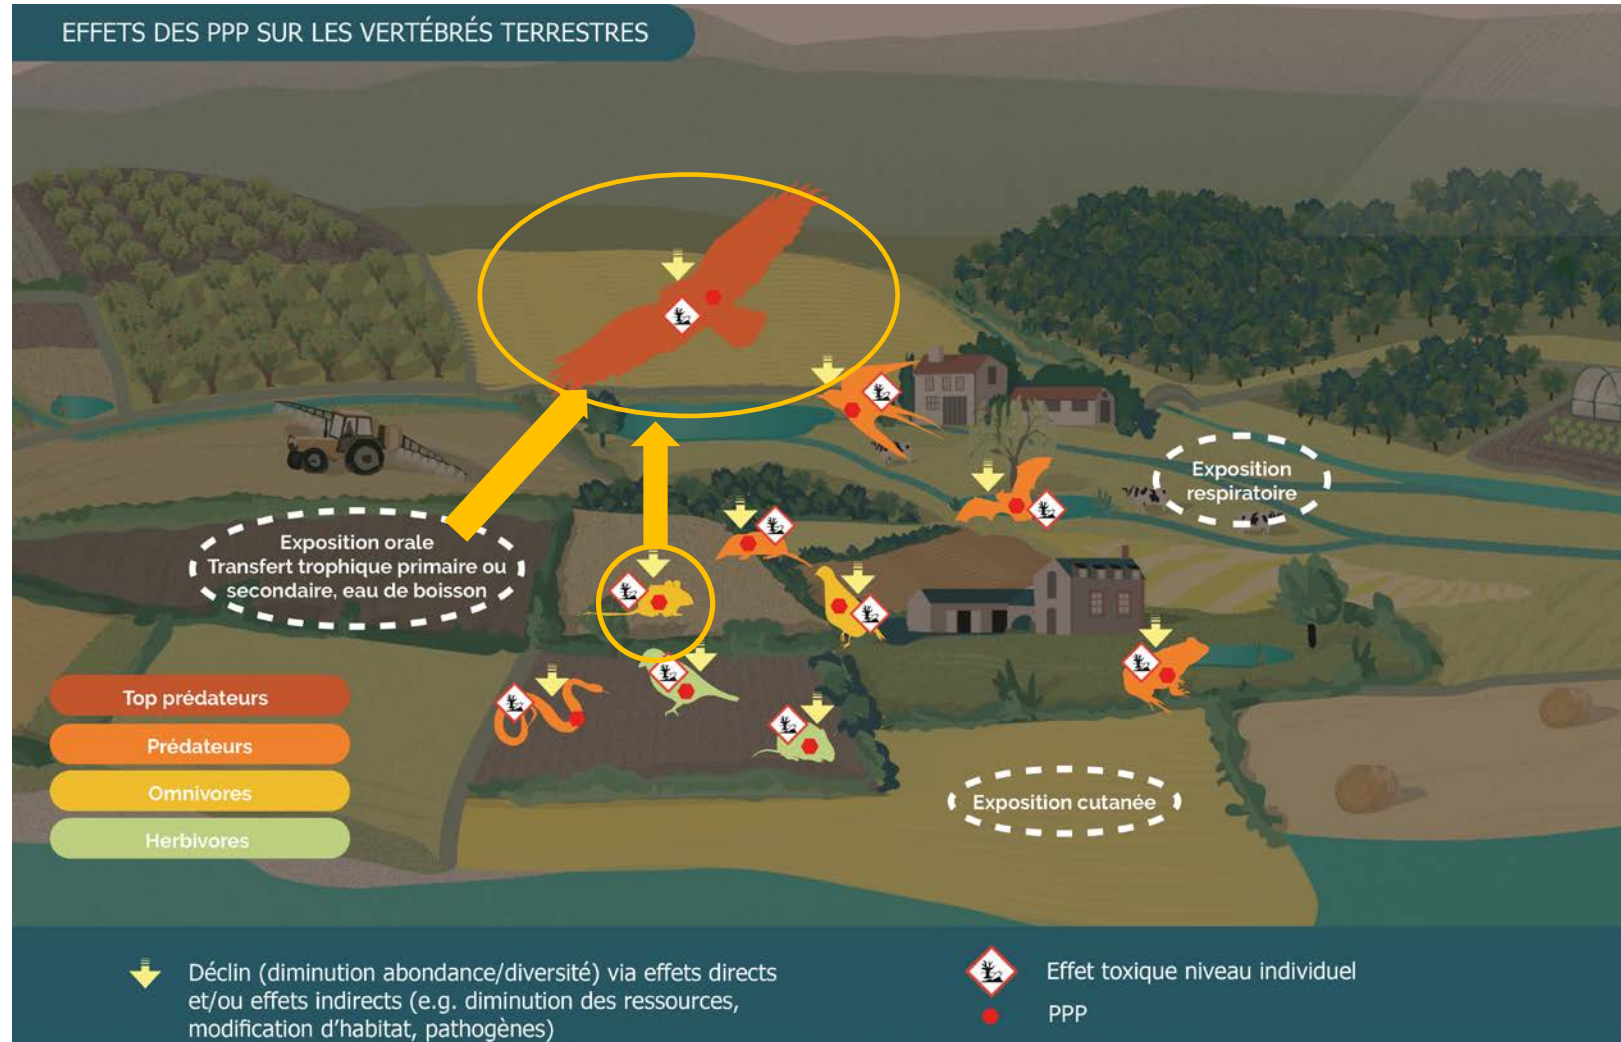 EFFETS DES PPP SUR LES VERTÉBRÉS TERRESTRES
Exposition
respiratoire
Exposition orale
Transfert trophique primaire ou
secondaire, eau de boisson
Top prédateurs
Prédateurs
Omnivores
Herbivores
Exposition cutanée
Déclin (diminution abondance/diversité) via effets directs
et/ou effets indirects (e.g. diminution des ressources,
modification d'habitat, pathogènes)
Effet toxique niveau individuel
PPP